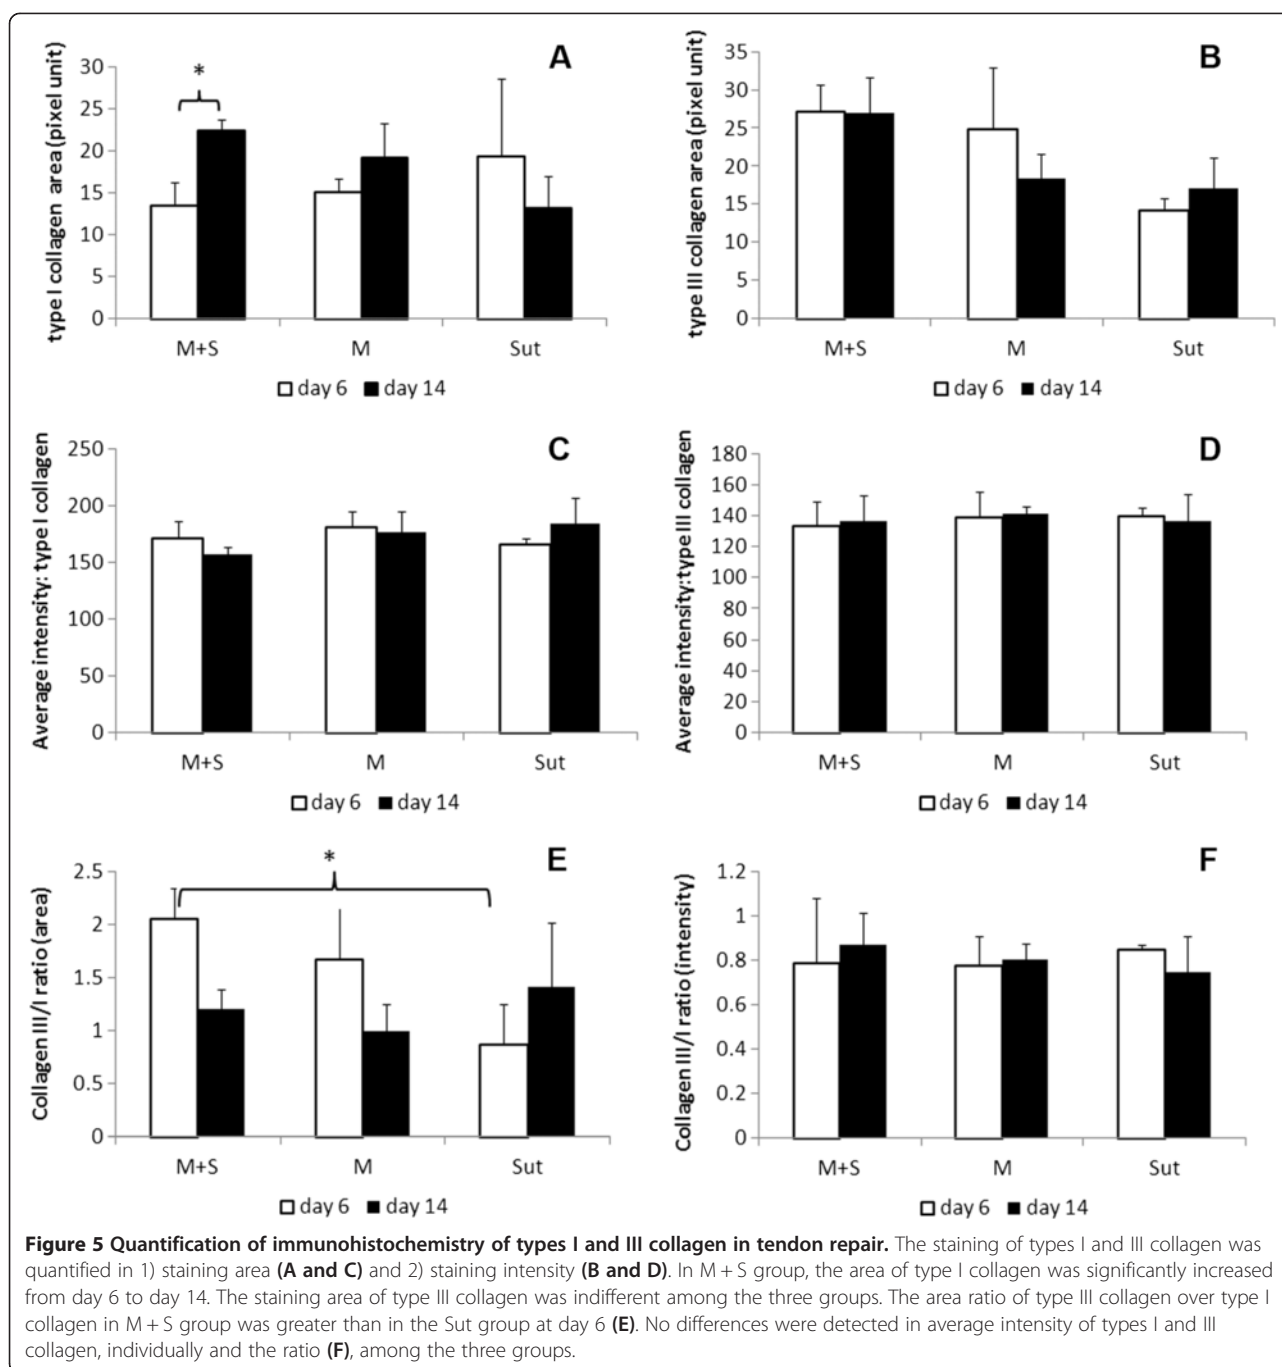 A
type I collagen area (pixel unit)
30
25
20
15
10
5
0
*
M+S
M
Sut
day 6
day 14
B
type III collagen area (pixel unit)
35
30
25
20
15
10
5
0
M+S
M
Sut
day 6
day 14
C
Average intensity: type I collagen
250
200
150
100
50
0
M+S
M
Sut
day 6
day 14
D
Average intensity:type III collagen
180
160
140
120
100
80
60
40
20
0
M+S
M
Sut
day 6
day 14
E
Collagen III/I ratio (area)
2.5
2
1.5
1
0.5
0
*
M+S
M
Sut
day 6
day 14
F
Collagen III/I ratio (intensity)
1.2
1
0.8
0.6
0.4
0.2
0
M+S
M
Sut
day 6
day 14
Figure 5 Quantification of immunohistochemistry of types I and III collagen in tendon repair. The staining of types I and III collagen was
quantified in 1) staining area (A and C) and 2) staining intensity (B and D). In M + S group, the area of type I collagen was significantly increased
from day 6 to day 14. The staining area of type III collagen was indifferent among the three groups. The area ratio of type III collagen over type I
collagen in M + S group was greater than in the Sut group at day 6 (E). No differences were detected in average intensity of types I and III
collagen, individually and the ratio (F), among the three groups.